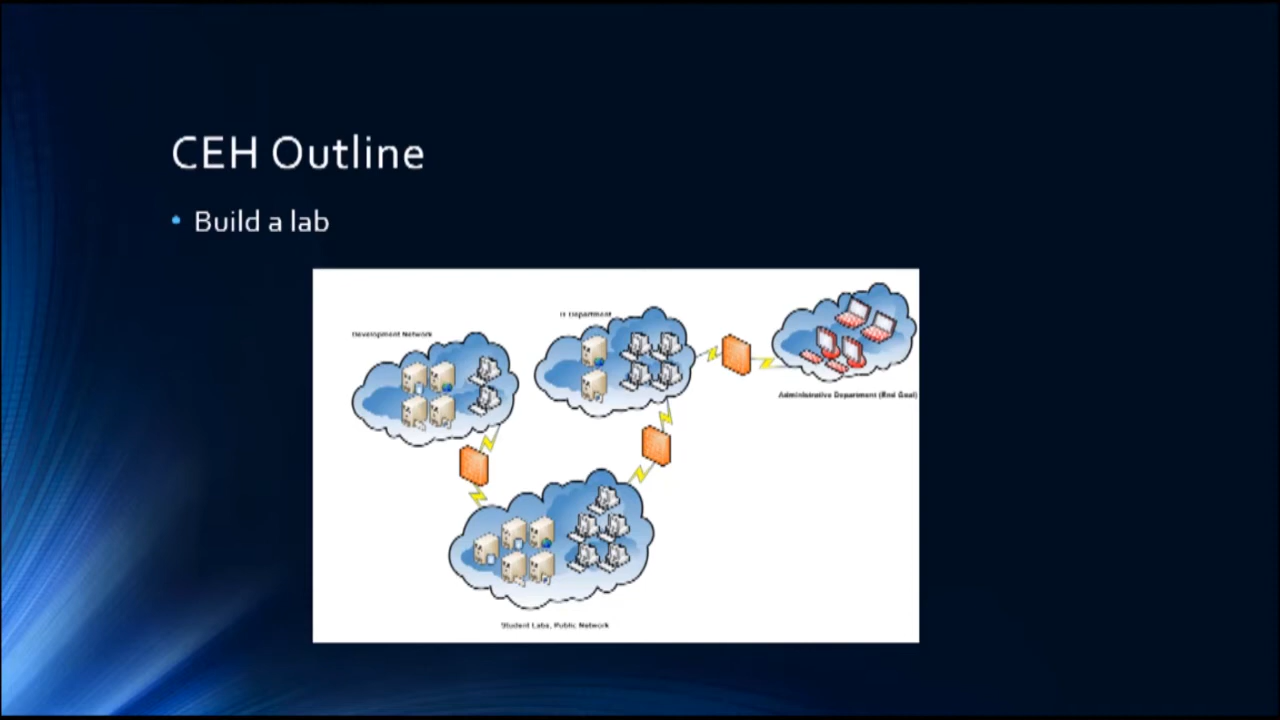 CEH Outline
• Build a lab
IT Department
Development Network
Administrative Department (End Goal)
Student Labs, Public Network